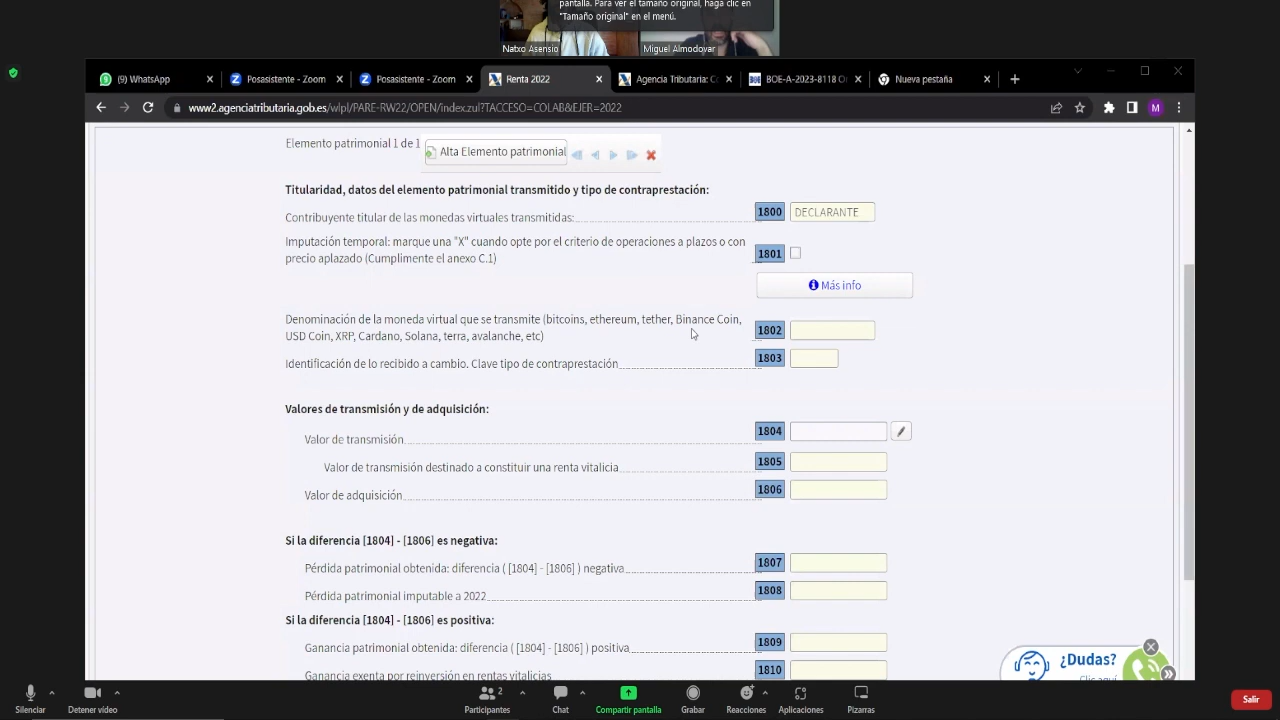 pantalla. Para ver el tamaño original, haga clic en
"Tamaño original" en el menú.
Natxo Asensio
Miguel Almodovar
(9) WhatsApp
Posasistente - Zoom
Posasistente - Zoom
Renta 2022
Agencia Tributaria: C
BOE-A-2023-8118 O
Nueva pestaña
www2.agenciatributaria.gob.es/wlpl/PARE-RW22/OPEN/index.zul?TACCESO=COLAB&EJER=2022
M
Elemento patrimonial 1 de 1
Alta Elemento patrimonial
Titularidad, datos del elemento patrimonial transmitido y tipo de contraprestación:
Contribuyente titular de las monedas virtuales transmitidas:
1800
DECLARANTE
Imputación temporal: marque una "X" cuando opte por el criterio de operaciones a plazos o con
precio aplazado (Cumplimente el anexo C.1)
1801
Más info
Denominación de la moneda virtual que se transmite (bitcoins, ethereum, tether, Binance Coin,
USD Coin, XRP, Cardano, Solana, terra, avalanche, etc)
1802
Identificación de lo recibido a cambio. Clave tipo de contraprestación
1803
Valores de transmisión y de adquisición:
Valor de transmisión
1804
Valor de transmisión destinado a constituir una renta vitalicia
1805
Valor de adquisición
1806
Si la diferencia [1804] - [1806] es negativa:
Pérdida patrimonial obtenida: diferencia ( [1804] - [1806] ) negativa
1807
Pérdida patrimonial imputable a 2022
1808
Si la diferencia [1804] - [1806] es positiva:
Ganancia patrimonial obtenida: diferencia ( [1804] - [1806] ) positiva
1809
Ganancia exenta por reinversión en rentas vitalicias
1810
¿Dudas?
Clic aquí
Silenciar
Detener vídeo
Participantes
2
Chat
Compartir pantalla
Grabar
Reacciones
Aplicaciones
Pizarras
Salir